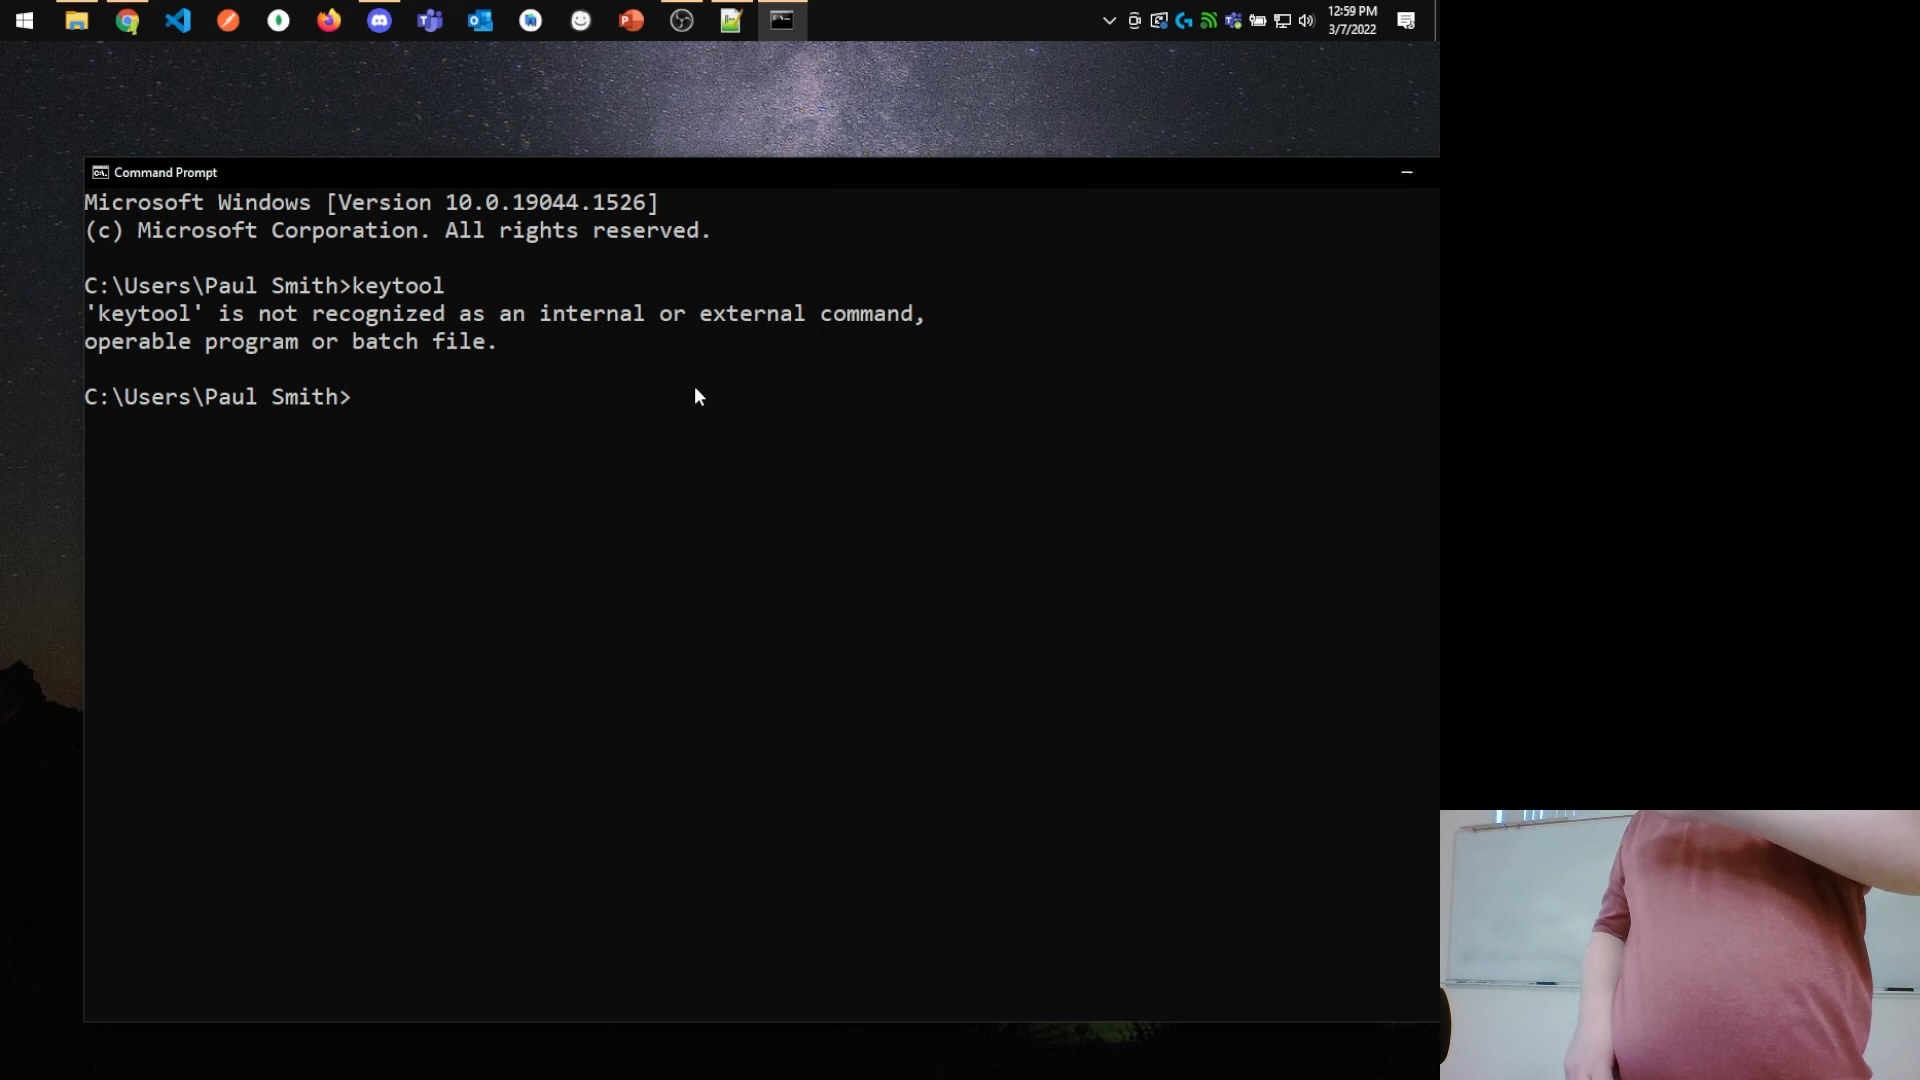 12:59 PM
3/7/2022
Command Prompt
Microsoft Windows [Version 10.0.19044.1526]
(c) Microsoft Corporation. All rights reserved.
C:\Users\Paul Smith>keytool
'keytool' is not recognized as an internal or external command,
operable program or batch file.
C:\Users\Paul Smith>